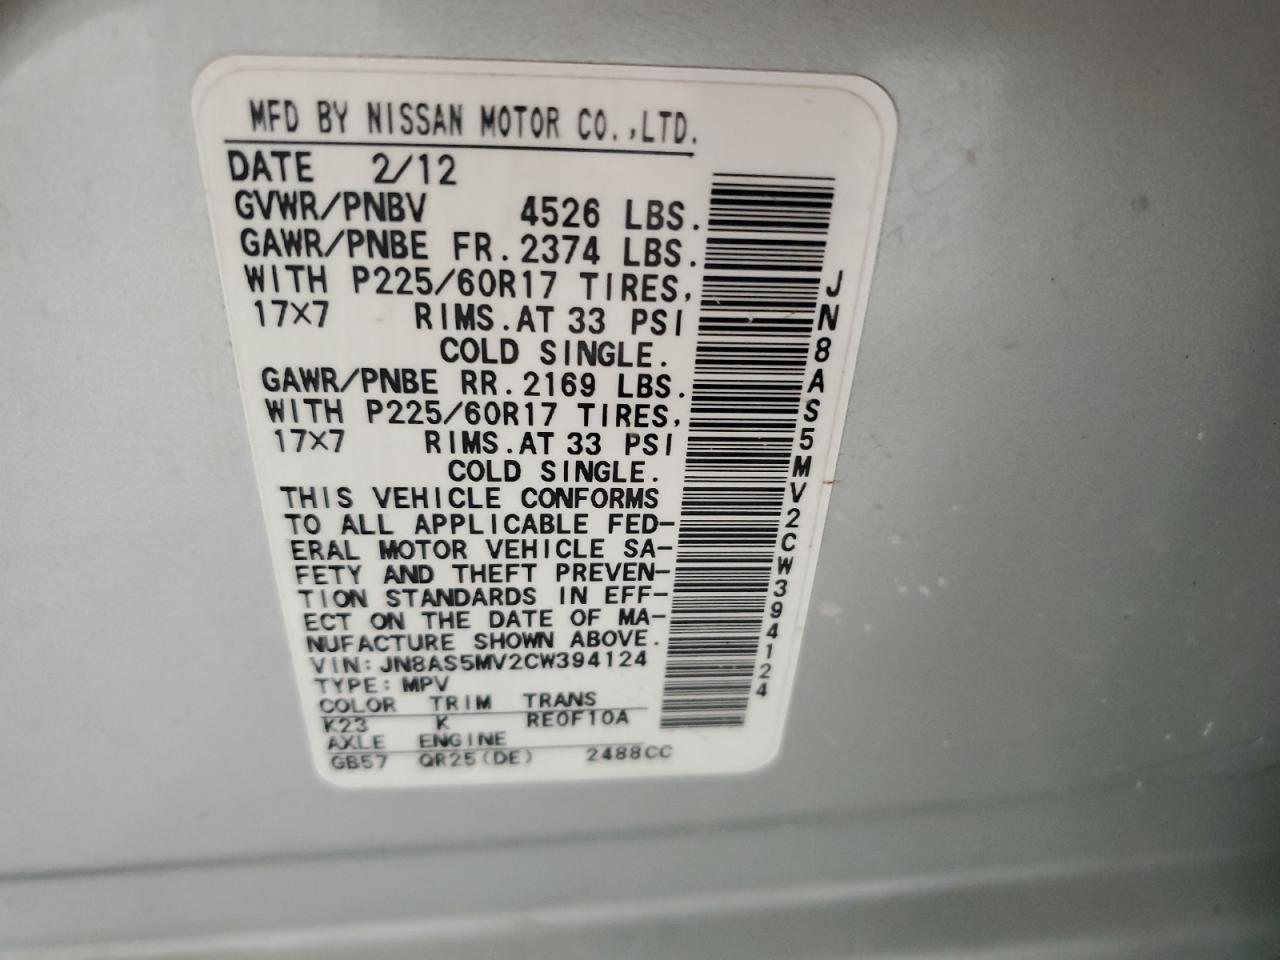 MFD BY NISSAN MOTOR CO.,LTD.
DATE 2/12
GVWR/PNBV 4526 LBS.
GAWR/PNBE FR. 2374 LBS.
WITH P225/60R17 TIRES,
17X7 RIMS. AT 33 PSI
COLD SINGLE.
GAWR/PNBE RR. 2169 LBS.
WITH P225/60R17 TIRES,
17X7 RIMS. AT 33 PSI
COLD SINGLE.
THIS VEHICLE CONFORMS
TO ALL APPLICABLE FED-
ERAL MOTOR VEHICLE SA-
FETY AND THEFT PREVEN-
TION STANDARDS IN EFF-
ECT ON THE DATE OF MA-
NUFACTURE SHOWN ABOVE.
VIN: JN8AS5MV2CW394124
TYPE: MPV
COLOR TRIM TRANS
K23 K RE0F10A
AXLE ENGINE
GB57 QR25(DE) 2488CC
JN8AS5MV2CW394124